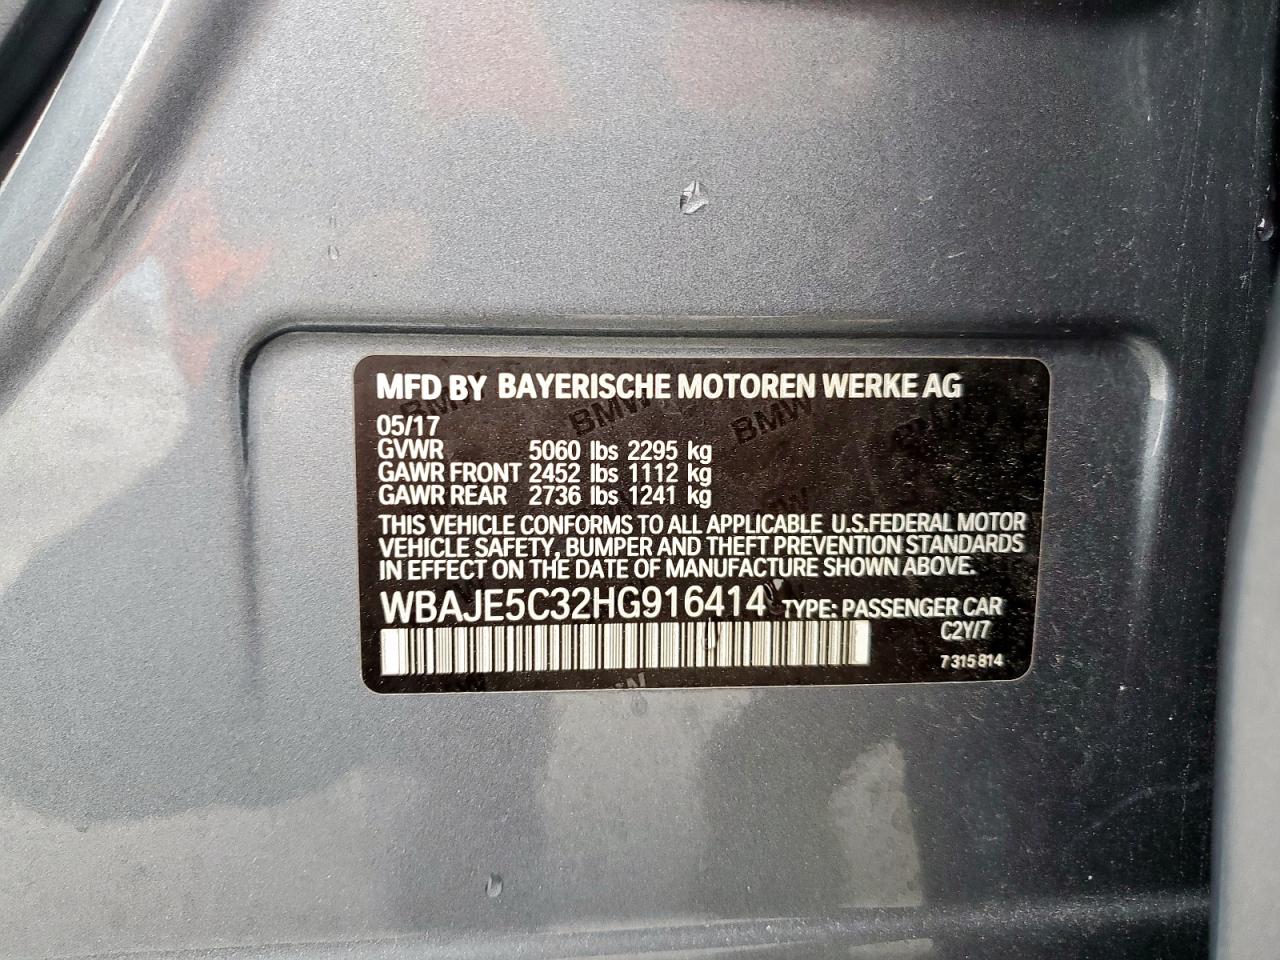 MFD BY BAYERISCHE MOTOREN WERKE AG
05/17
GVWR 5060 lbs 2295 kg
GAWR FRONT 2452 lbs 1112 kg
GAWR REAR 2736 lbs 1241 kg
THIS VEHICLE CONFORMS TO ALL APPLICABLE U.S.FEDERAL MOTOR
VEHICLE SAFETY, BUMPER AND THEFT PREVENTION STANDARDS
IN EFFECT ON THE DATE OF MANUFACTURE SHOWN ABOVE.
WBAJE5C32HG916414 TYPE: PASSENGER CAR
C2Y/7
7 315 814